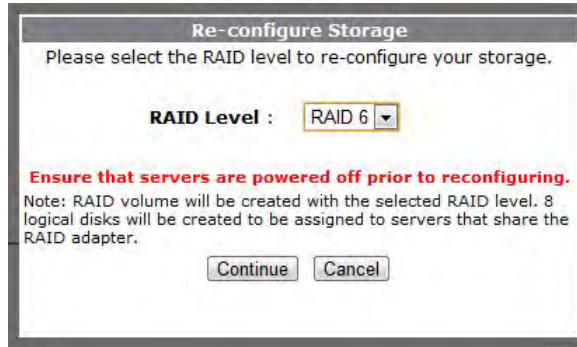 Re-configure Storage
Please select the RAID level to re-configure your storage.
RAID Level : RAID 6
Ensure that servers are powered off prior to reconfiguring.
Note: RAID volume will be created with the selected RAID level. 8
logical disks will be created to be assigned to servers that share the
RAID adapter.
Continue Cancel